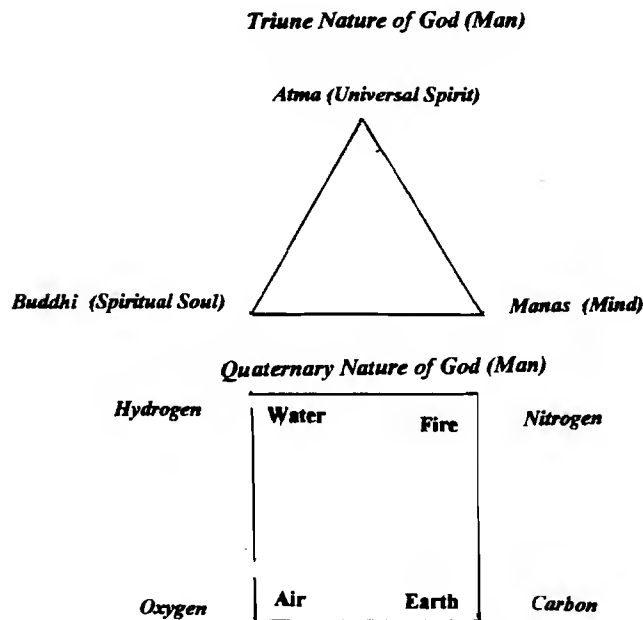 Triune Nature of God (Man)
Atma (Universal Spirit)
Buddhi (Spiritual Soul)
Manas (Mind)
Quaternary Nature of God (Man)
Hydrogen
Water
Fire
Nitrogen
Oxygen
Air
Earth
Carbon